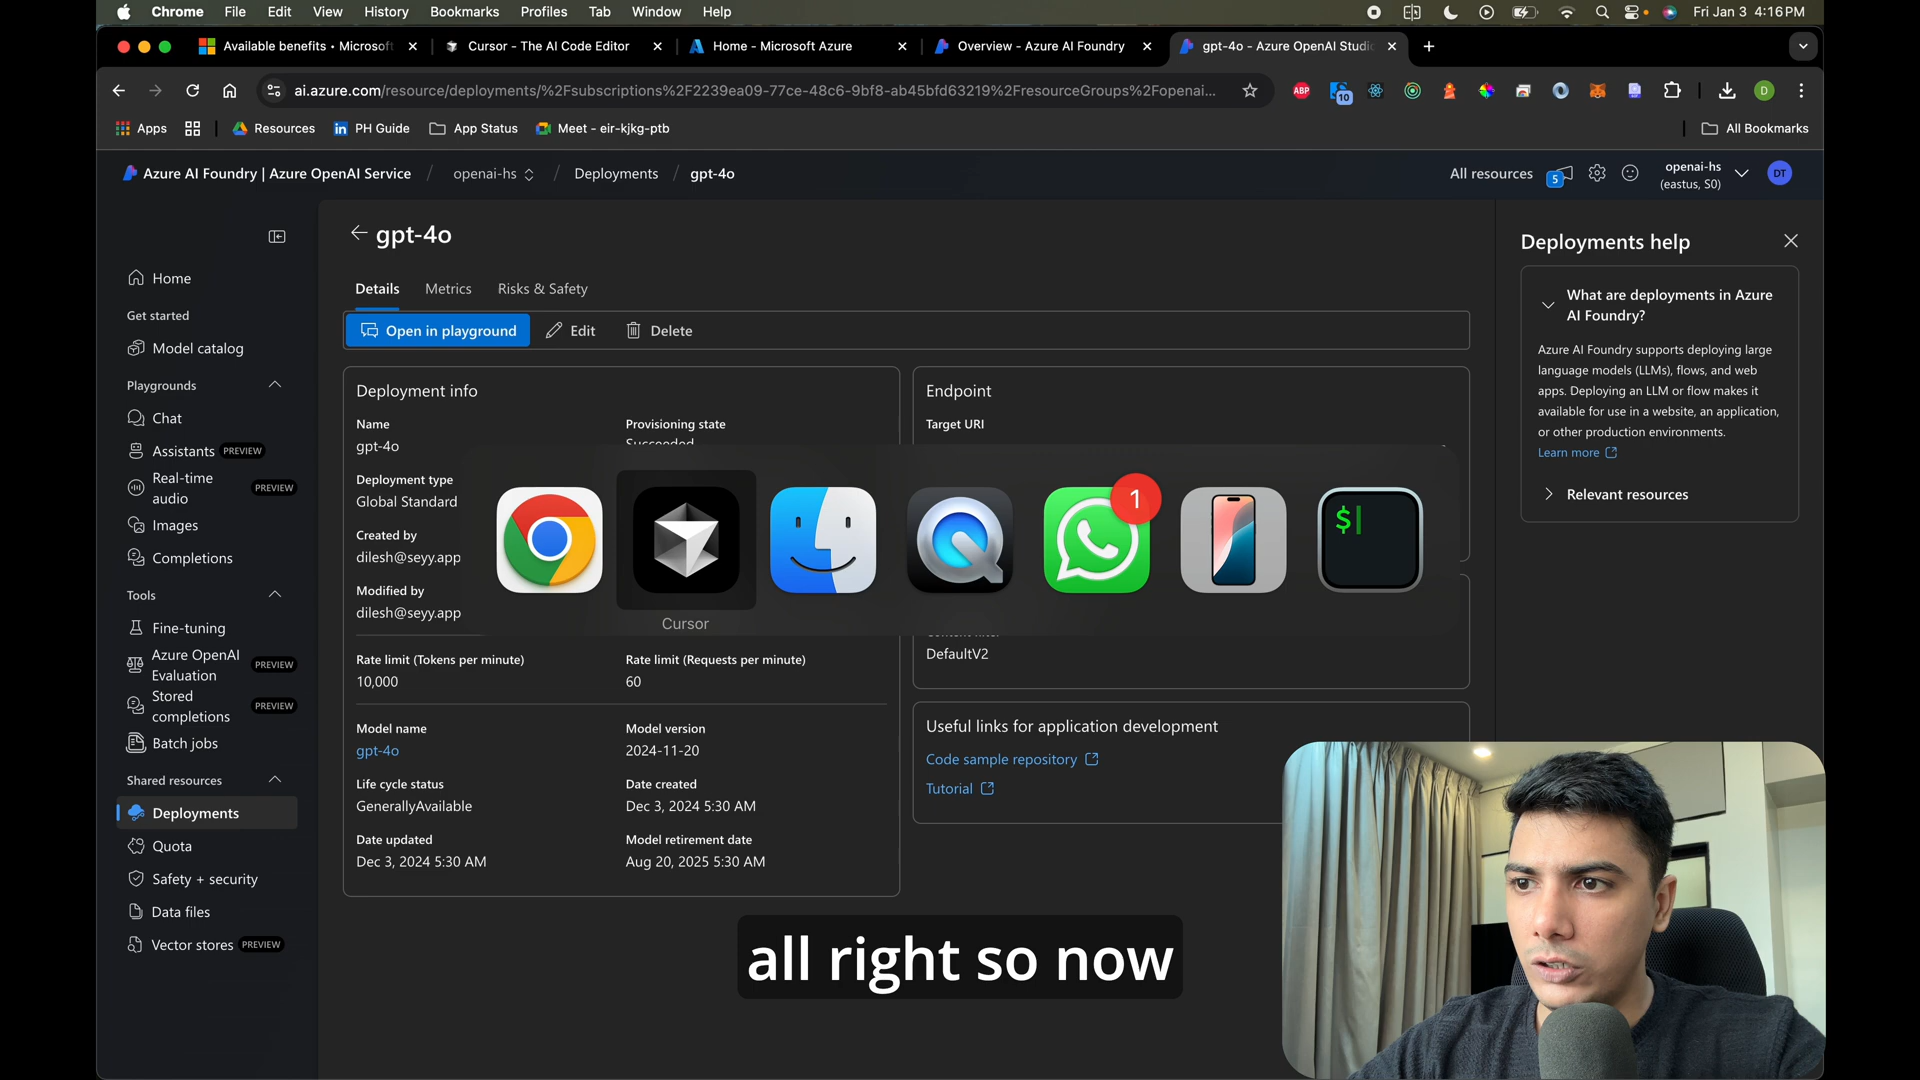 Chrome File Edit View History Bookmarks Profiles Tab Window Help Fri Jan 3 4:16 PM
Available benefits • Microsoft Cursor - The AI Code Editor Home - Microsoft Azure Overview - Azure AI Foundry gpt-4o - Azure OpenAI Studio
ai.azure.com/resource/deployments/%2Fsubscriptions%2F2239ea09-77ce-48c6-9bf8-ab45bfd63219%2FresourceGroups%2Fopenai... ABP 10 D
Apps Resources PH Guide App Status Meet - eir-kjkg-ptb All Bookmarks
Azure AI Foundry | Azure OpenAI Service / openai-hs / Deployments / gpt-4o All resources 5 openai-hs (eastus, S0) DT
gpt-4o
Details Metrics Risks & Safety
Open in playground Edit Delete
Home
Get started
Model catalog
Playgrounds
Chat
Assistants PREVIEW
Real-time audio PREVIEW
Images
Completions
Tools
Fine-tuning
Azure OpenAI Evaluation PREVIEW
Stored completions PREVIEW
Batch jobs
Shared resources
Deployments
Quota
Safety + security
Data files
Vector stores PREVIEW
Deployment info
Name
gpt-4o
Provisioning state
Succeeded
Deployment type
Global Standard
Created by
dilesh@seyy.app
Modified by
dilesh@seyy.app
Rate limit (Tokens per minute)
10,000
Rate limit (Requests per minute)
60
Model name
gpt-4o
Model version
2024-11-20
Life cycle status
GenerallyAvailable
Date created
Dec 3, 2024 5:30 AM
Date updated
Dec 3, 2024 5:30 AM
Model retirement date
Aug 20, 2025 5:30 AM
Endpoint
Target URI
DefaultV2
Useful links for application development
Code sample repository
Tutorial
Deployments help
What are deployments in Azure
AI Foundry?
Azure AI Foundry supports deploying large
language models (LLMs), flows, and web
apps. Deploying an LLM or flow makes it
available for use in a website, an application,
or other production environments.
Learn more
Relevant resources
1
$
Cursor
all right so now